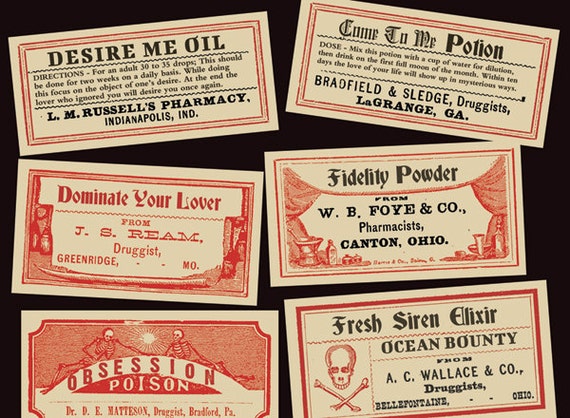 DESIRE ME OIL
DIRECTIONS - For an adult 30 to 35 drops; This should
be done for two weeks on a daily basis. While doing
this focus on the object of one's desire. At the end the
lover who ignored you will desire you once again.
L. M. RUSSELL'S PHARMACY,
INDIANAPOLIS, IND.
Come To Me Potion
DOSE - Mix this potion with a cup of water for dilution,
then drink on the first full moon of the month. Within ten
days the love of your life will show up in mysterious ways.
BRADFIELD & SLEDGE, Druggists,
LaGRANGE, GA.
Dominate Your Lover
FROM
J. S. REAM,
Druggist,
GREENRIDGE, - - MO.
Fidelity Powder
FROM
W. B. FOYE & CO.,
Pharmacists,
CANTON, OHIO.
OBSESSION
POISON
Dr. D. E. MATTESON, Druggist, Bradford, Pa.
Fresh Siren Elixir
OCEAN BOUNTY
FROM
A. C. WALLACE & CO.,
Druggists,
BELLEFONTAINE, - - OHIO